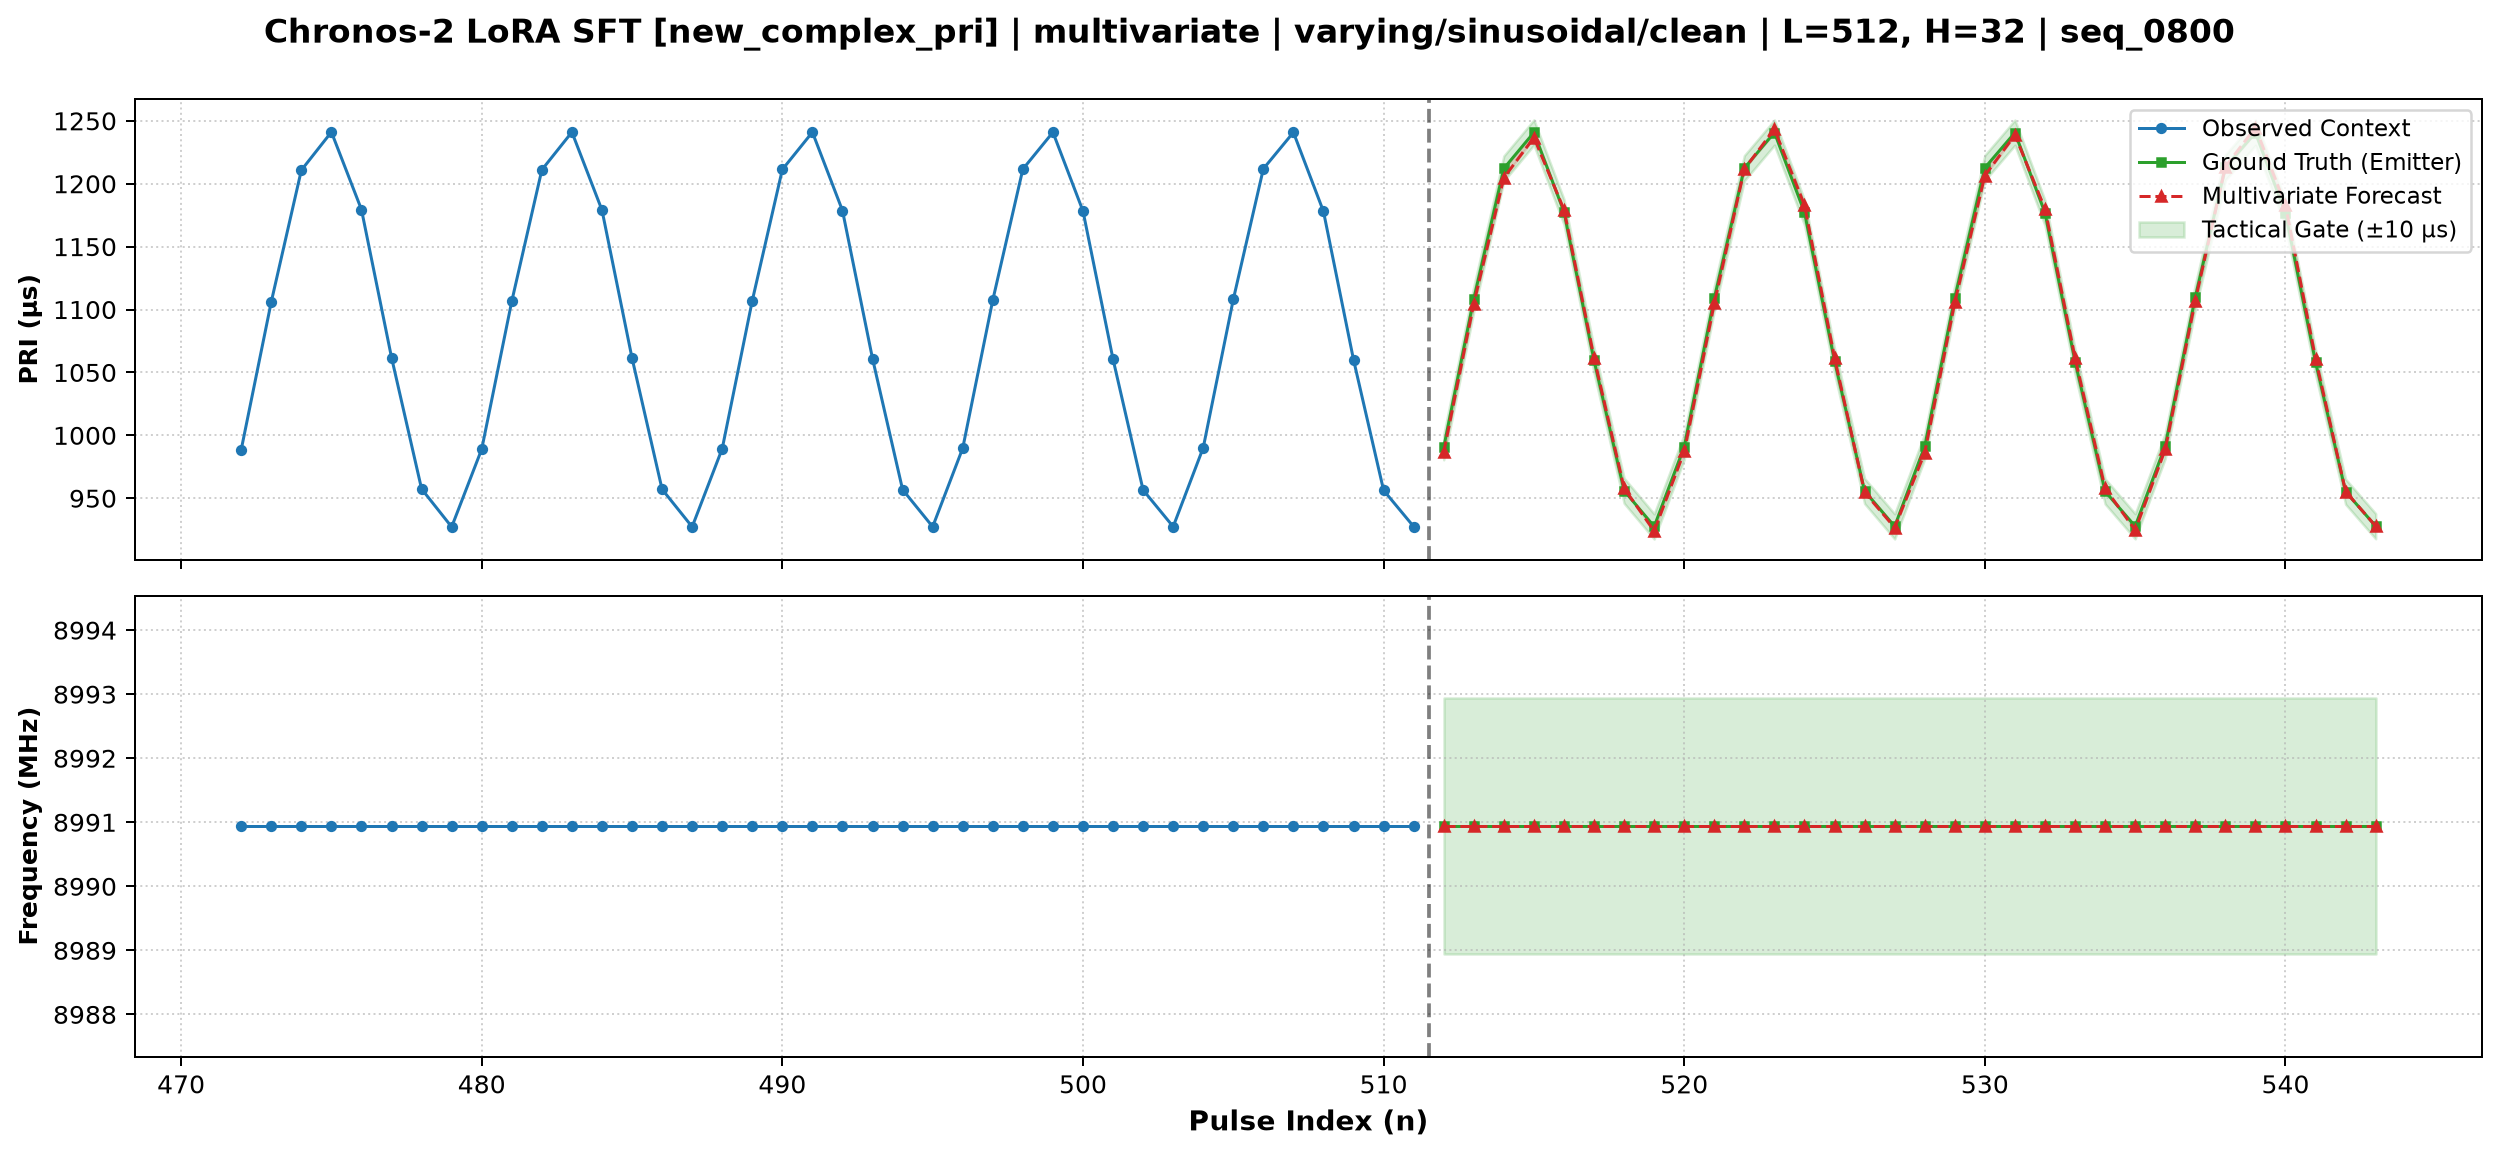 Chronos-2 LoRA SFT [new_complex_pri] | multivariate | varying/sinusoidal/clean | L=512, H=32 | seq_0800
1250
1200
1150
1100
1050
1000
950
PRI (µs)
Observed Context
Ground Truth (Emitter)
Multivariate Forecast
Tactical Gate (±10 µs)
8994
8993
8992
8991
8990
8989
8988
Frequency (MHz)
470 480 490 500 510 520 530 540
Pulse Index (n)